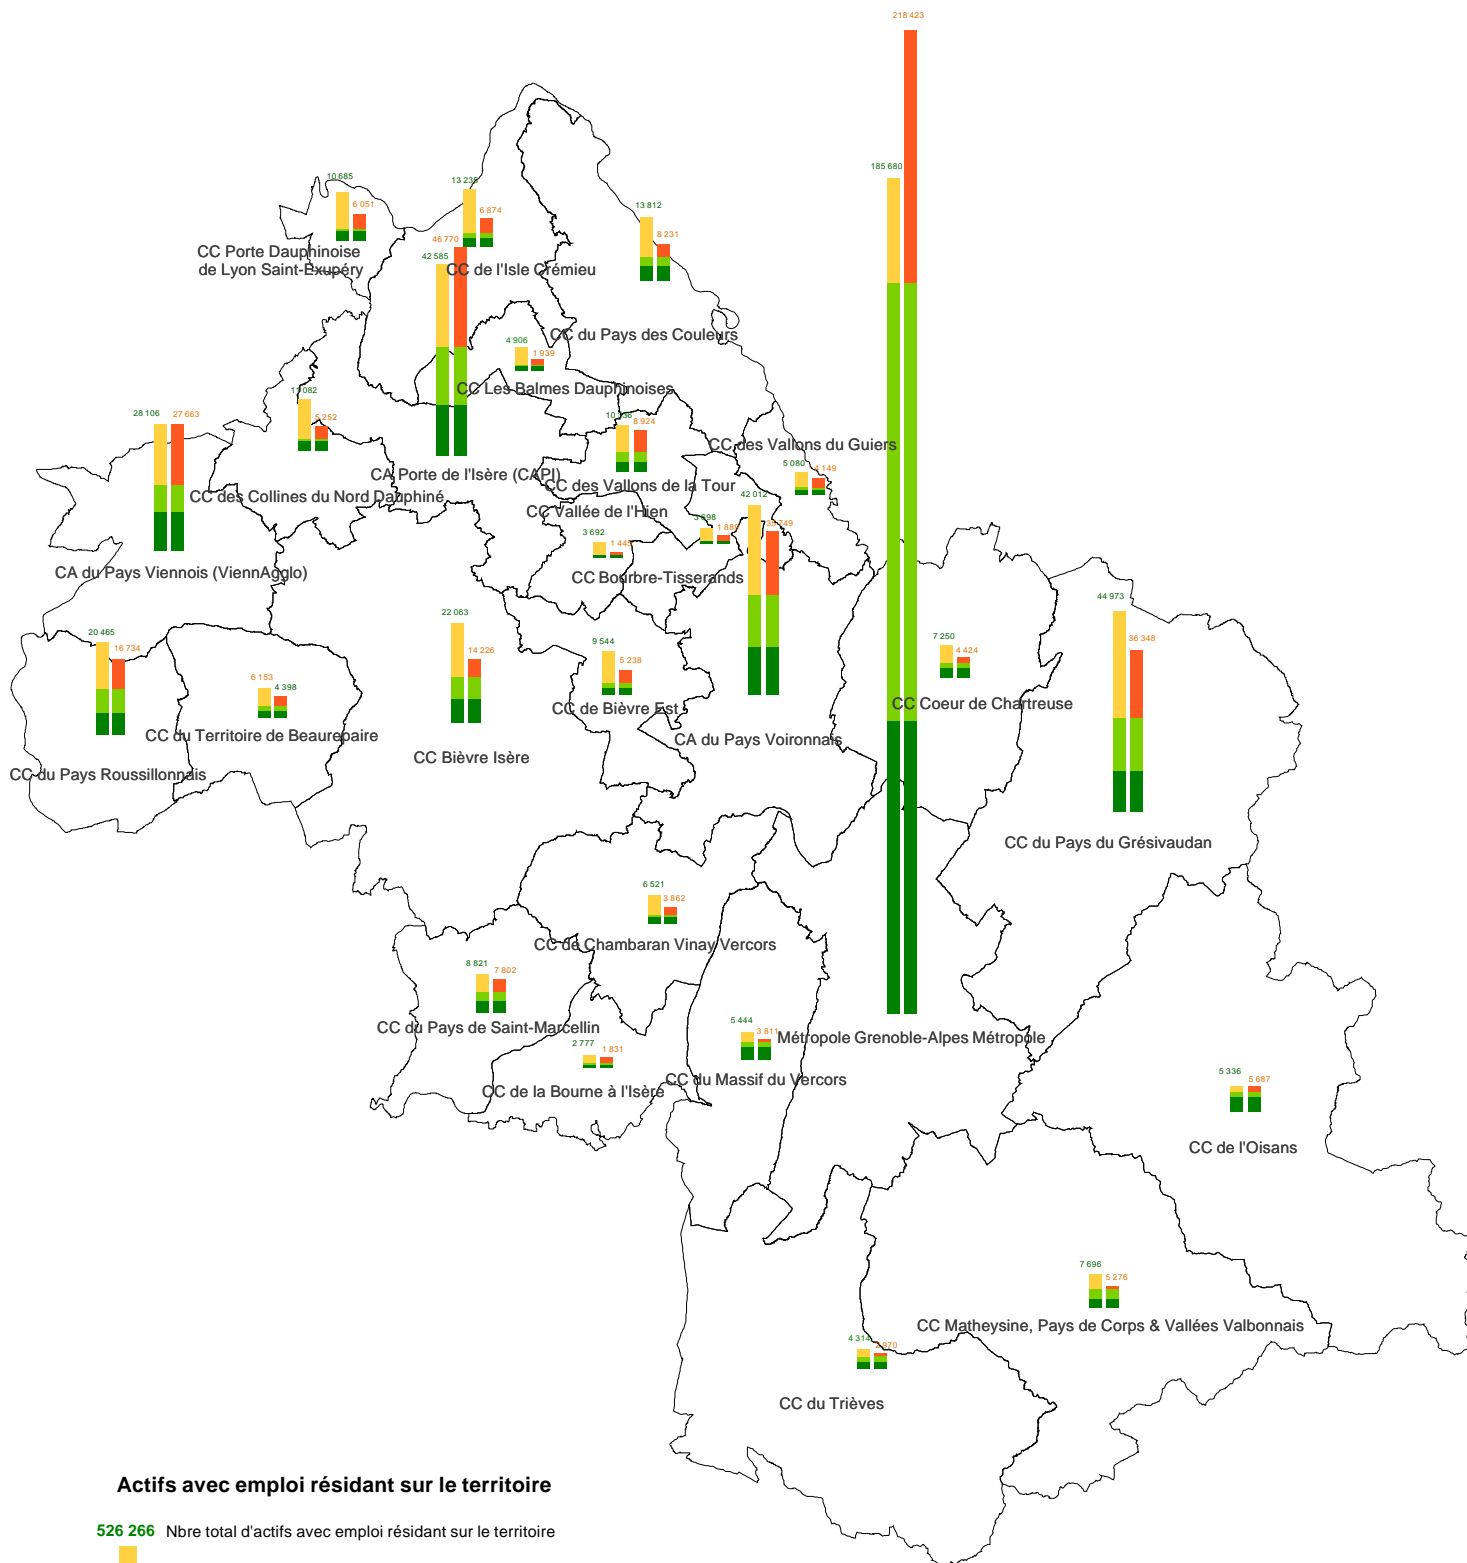 218 423
185 680
10 685
6 051
CC Porte Dauphinoise
de Lyon Saint-Exupéry
13 238
6 874
46 770
42 585
CC de l'Isle Crémieu
13 812
8 231
CC du Pays des Couleurs
4 906
1 939
CC Les Balmes Dauphinoises
11 082
5 252
28 106
27 663
CC des Collines du Nord Dauphiné
CA Porte de l'Isère (CAPI)
8 924
CC des Vallons de la Tour
CC des Vallons du Guiers
5 080
4 149
CC Vallée de l'Hien
3 692
CC Bourbre-Tisserands
42 012
CA du Pays Viennois (ViennAgglo)
20 465
16 734
CC du Pays Roussillonnais
6 153
4 398
CC du Territoire de Beaurepaire
22 063
14 226
CC Bièvre Isère
9 544
5 238
CC de Bièvre Est
CA du Pays Voironnais
7 250
4 424
CC Coeur de Chartreuse
44 973
36 348
CC du Pays du Grésivaudan
6 521
3 862
CC de Chambaran Vinay Vercors
8 821
7 802
CC du Pays de Saint-Marcellin
2 777
1 831
CC de la Bourne à l'Isère
5 444
3 811
CC du Massif du Vercors
Métropole Grenoble-Alpes Métropole
5 336
5 687
CC de l'Oisans
7 696
5 276
CC Matheysine, Pays de Corps & Vallées Valbonnais
4 314
2 970
CC du Trièves
Actifs avec emploi résidant sur le territoire
526 266 Nbre total d'actifs avec emploi résidant sur le territoire